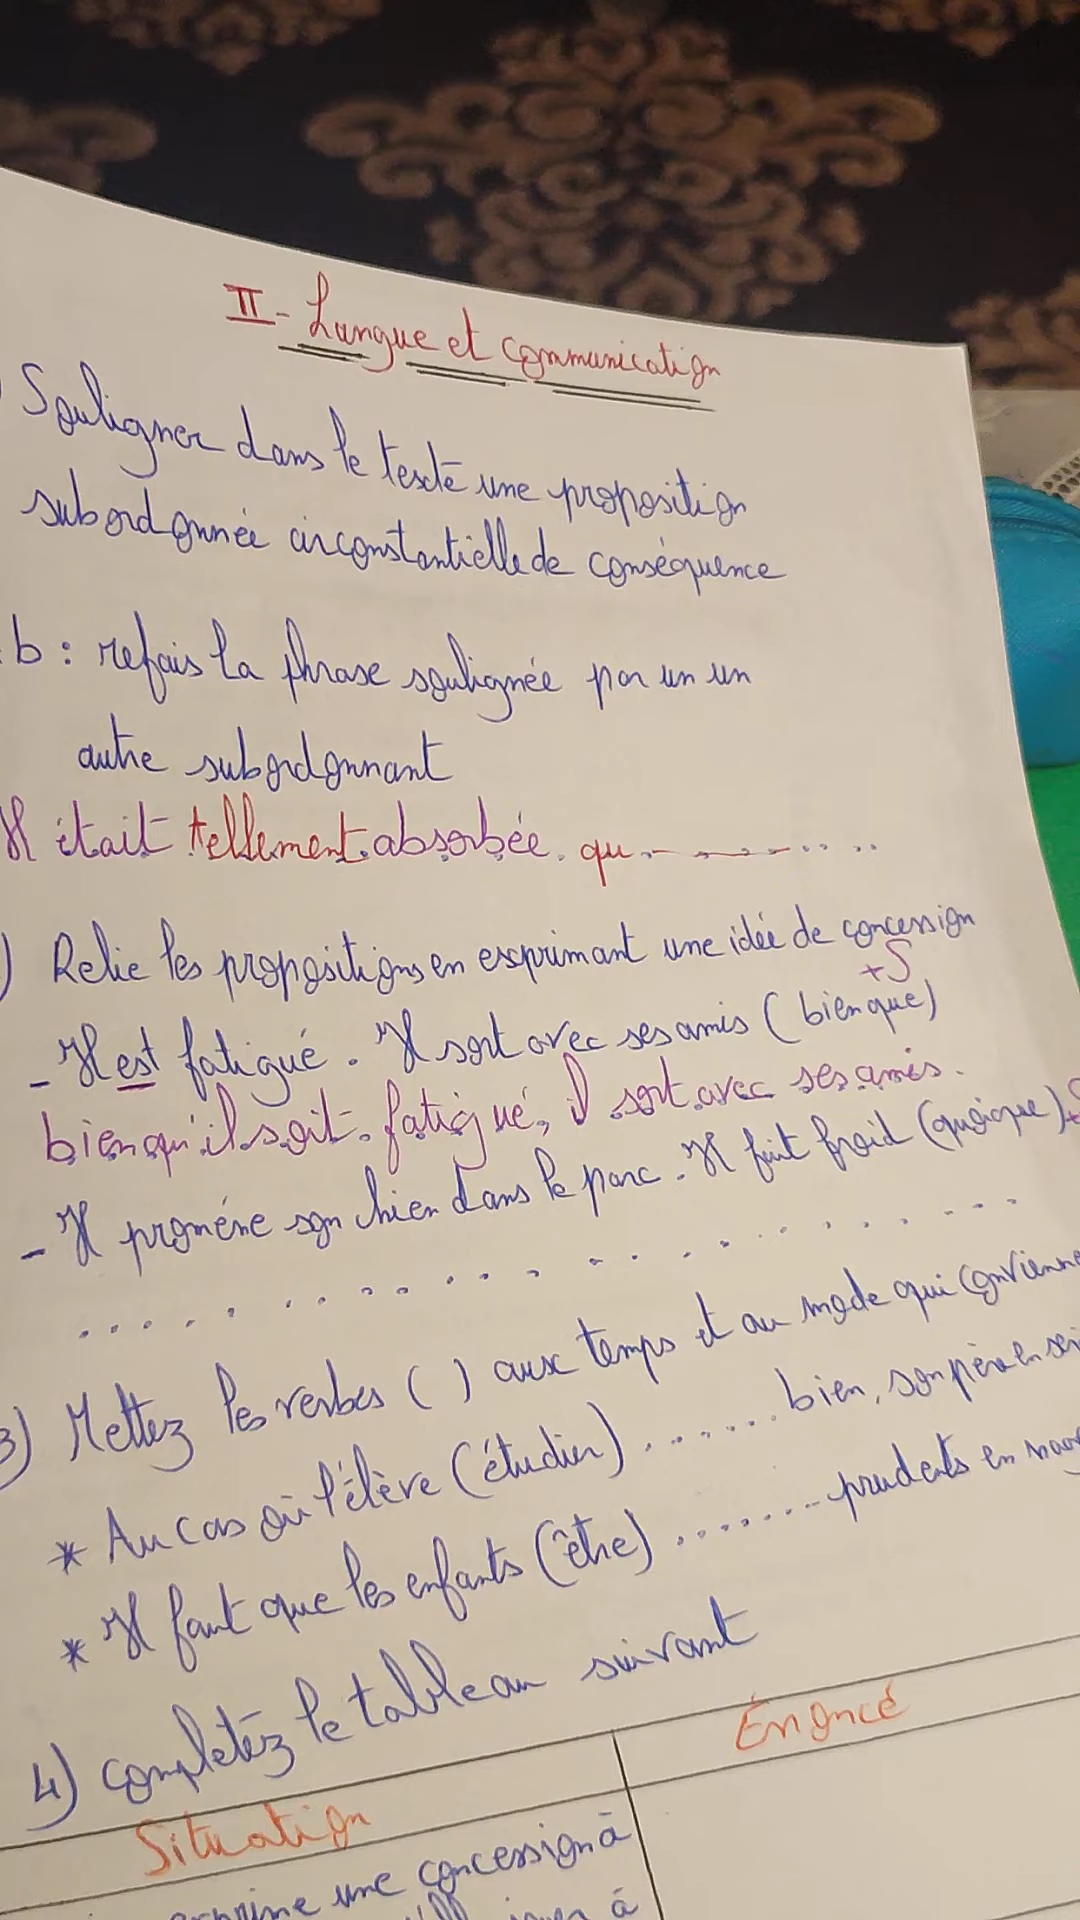 II - Langue et communication
Souligner dans le texte une proposition
subordonnée circonstantielle de conséquence
b : refais la phrase soulignée par un un
autre subordonnant
Il était tellement absorbée qu
) Relie les propositions en exprimant une idée de concession
+S
- Il est fatigué. Il sort avec ses amis (bien que)
bien qu'il soit fatigué, il sort avec ses amis.
- Il promène son chien dans le parc. Il fait froid (quoique) +
..............
3) Mettez les verbes ( ) aux temps et au mode qui convienne
* Au cas où l'élève (étudier) ....... bien, son père en
* Il faut que les enfants (être) ....... prudents en
4) completez le tableau suivant
Situation Énoncé
une concession à
à